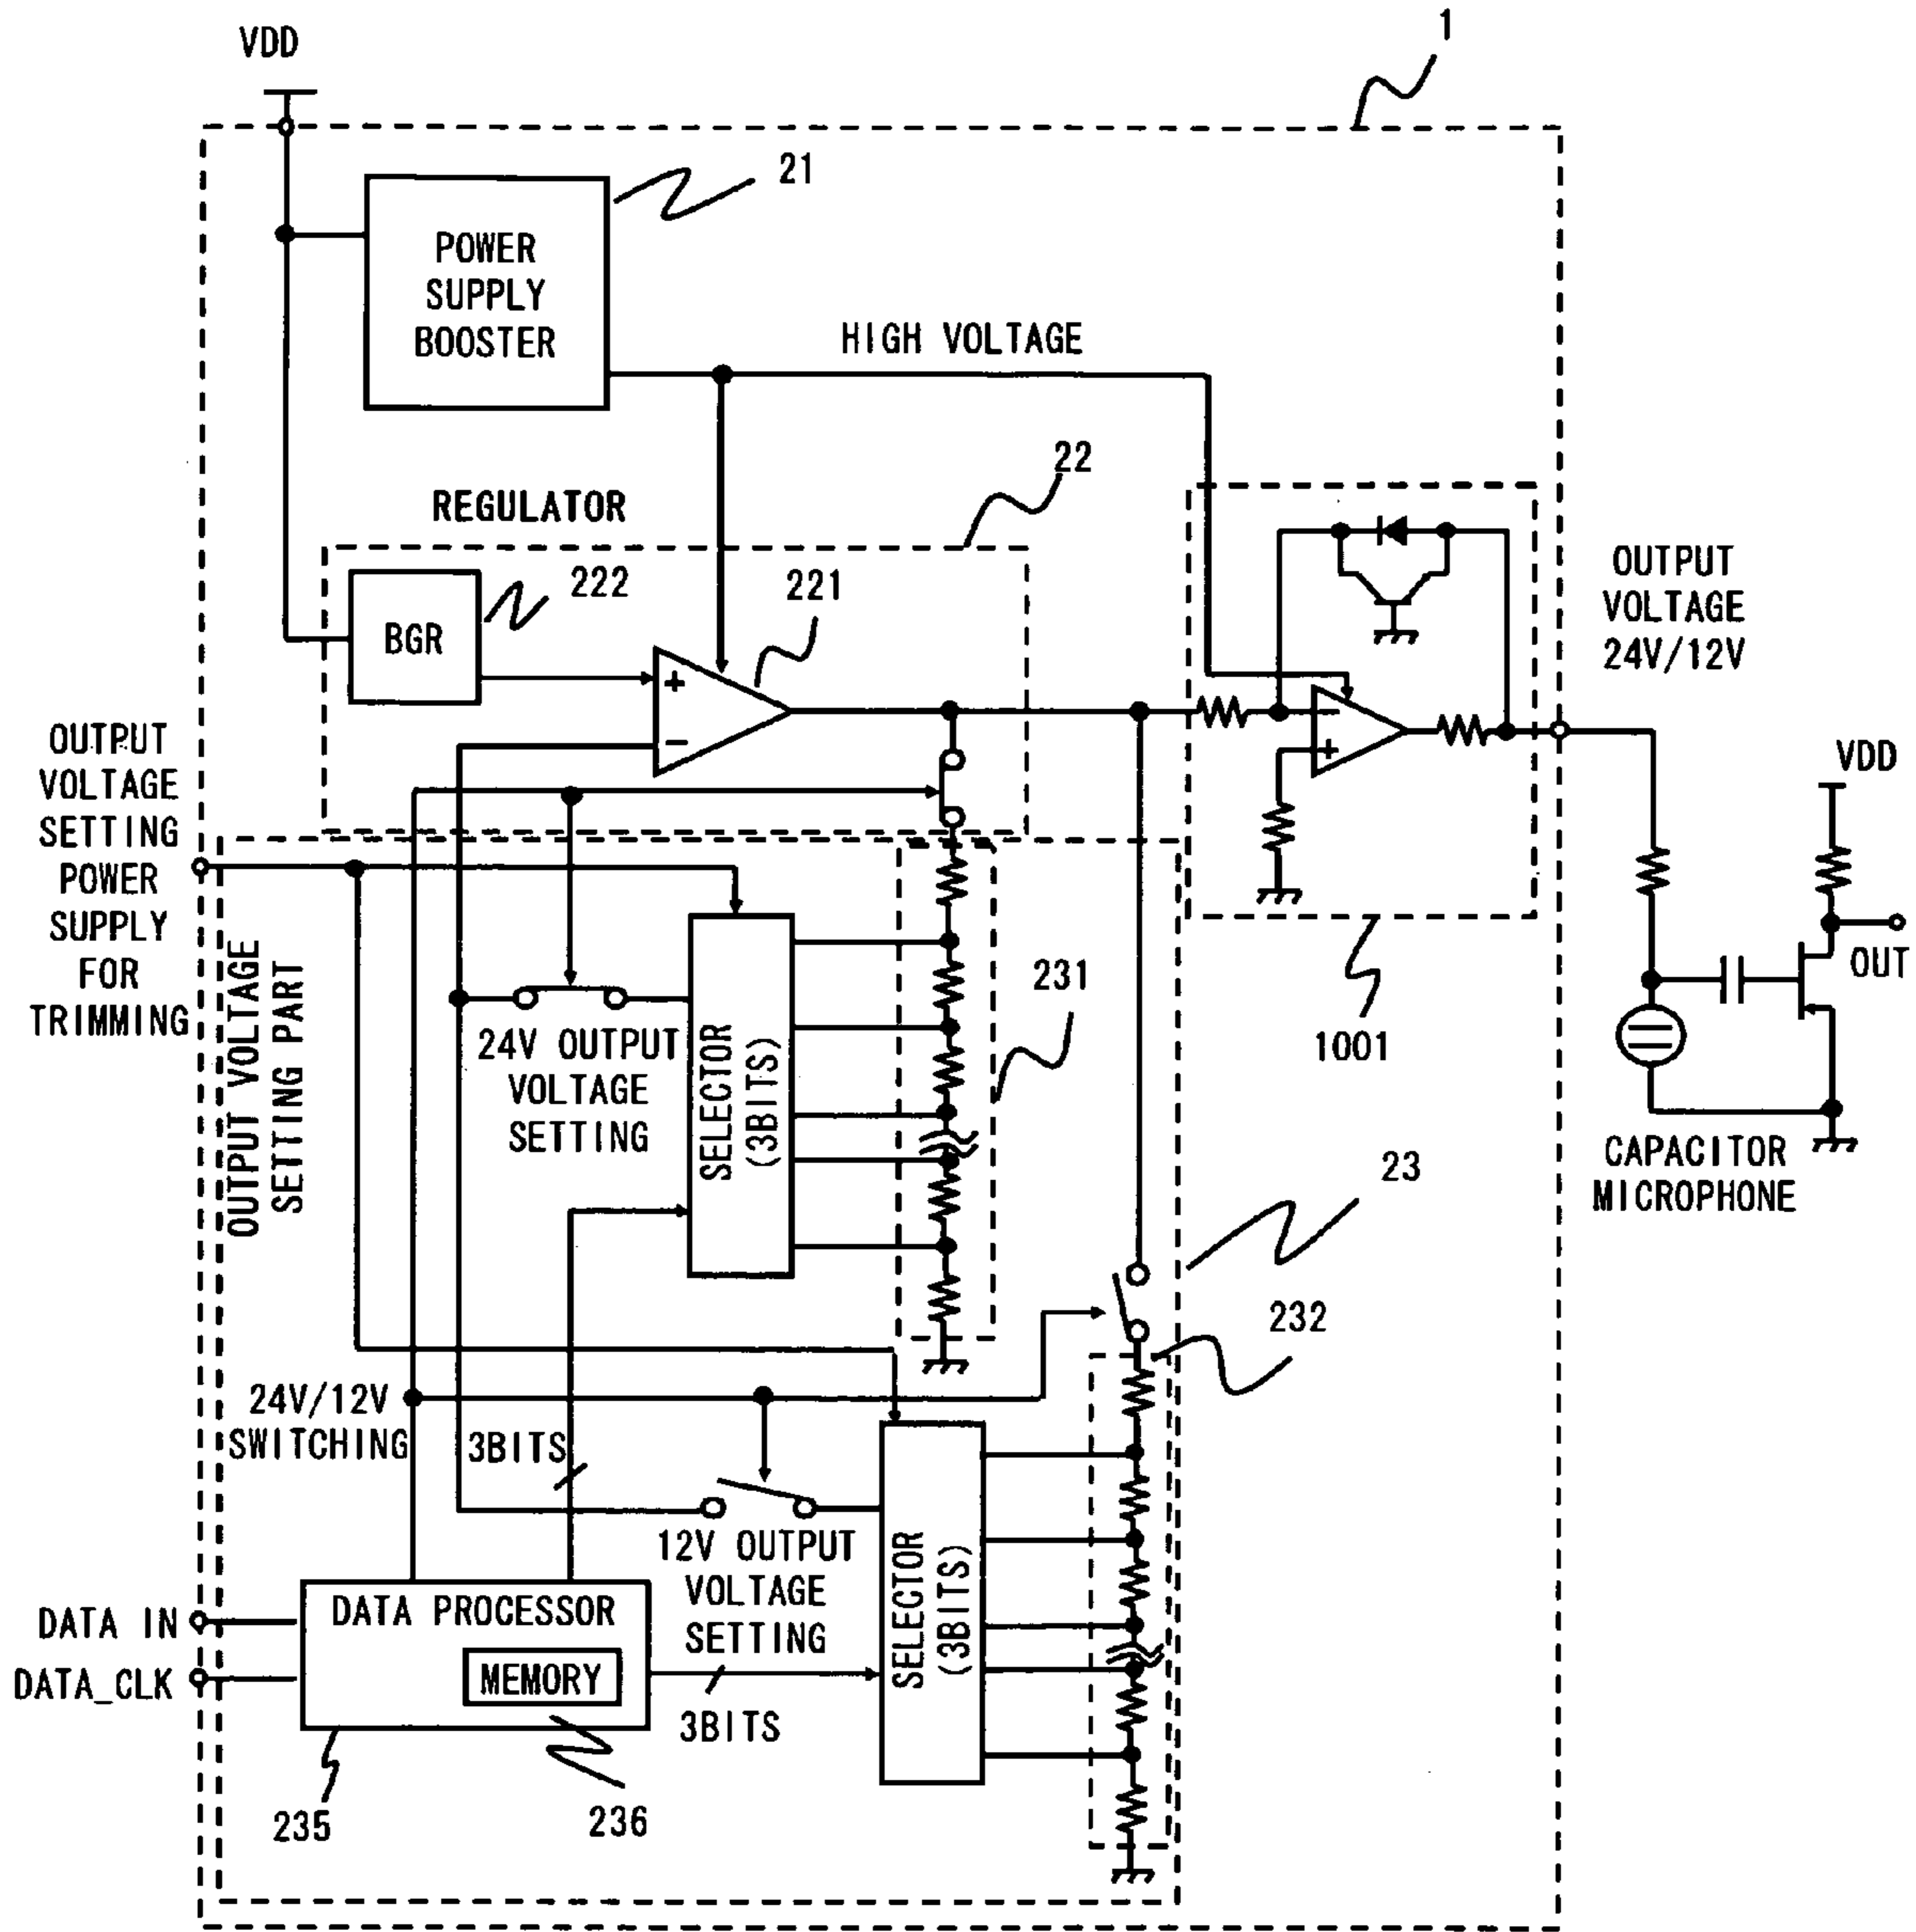 1
VDD
21
POWER
SUPPLY
BOOSTER
HIGH VOLTAGE
22
REGULATOR
222
221
BGR
+
−
−
+
OUTPUT
VOLTAGE
24V/12V
OUTPUT
VOLTAGE
SETTING
POWER
SUPPLY
FOR
TRIMMING
VDD
OUT
OUTPUT VOLTAGE
SETTING PART
231
1001
24V OUTPUT
VOLTAGE
SETTING
SELECTOR
(3BITS)
CAPACITOR
MICROPHONE
23
232
24V/12V
SWITCHING
3BITS
12V OUTPUT
VOLTAGE
SETTING
SELECTOR
(3BITS)
DATA IN
DATA_CLK
DATA PROCESSOR
MEMORY
3BITS
235
236